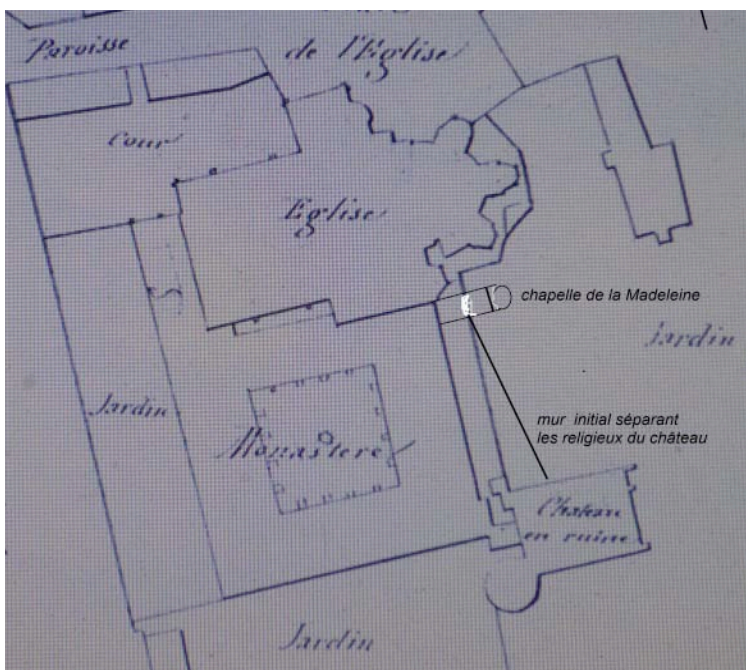 Paroisse
de l'Eglise
Cour
Eglise
chapelle de la Madeleine
Jardin
Jardin
mur initial séparant
les religieux du château
Monastere
Chateau
en ruine
Jardin